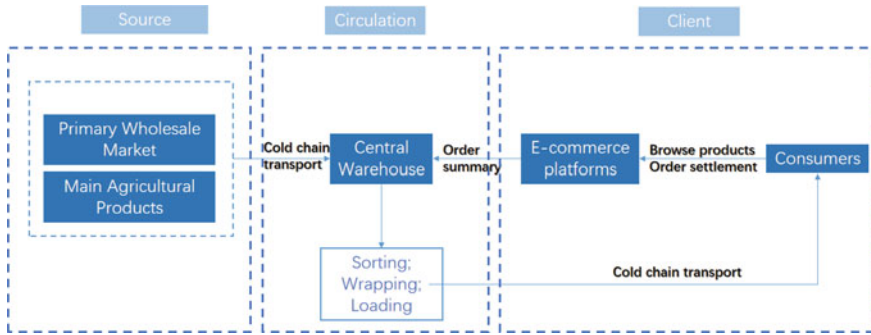 Source
Circulation
Client
Primary Wholesale
Market
Main Agricultural
Products
Cold chain
transport
Central
Warehouse
Order
summary
E-commerce
platforms
Browse products
Order settlement
Consumers
Sorting;
Wrapping;
Loading
Cold chain transport